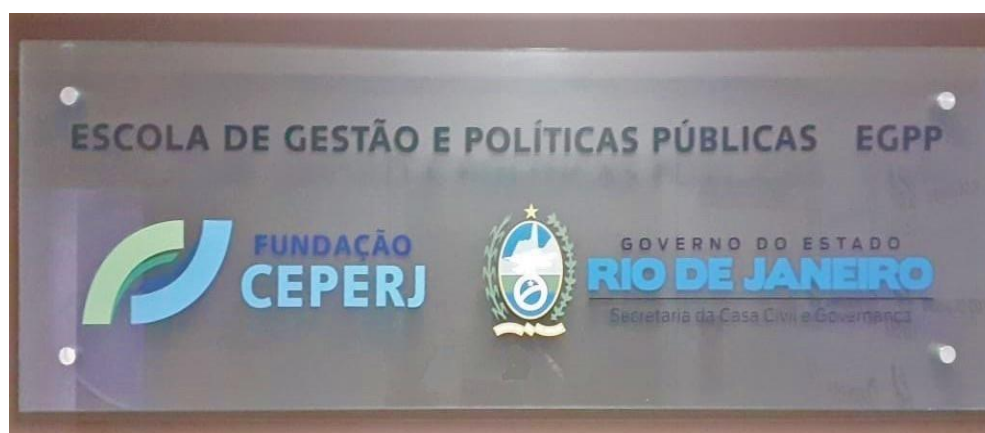 ESCOLA DE GESTÃO E POLÍTICAS PÚBLICAS EGPP
FUNDAÇÃO
CEPERJ
GOVERNO DO ESTADO
RIO DE JANEIRO
Secretaria da Casa Civil e Governança